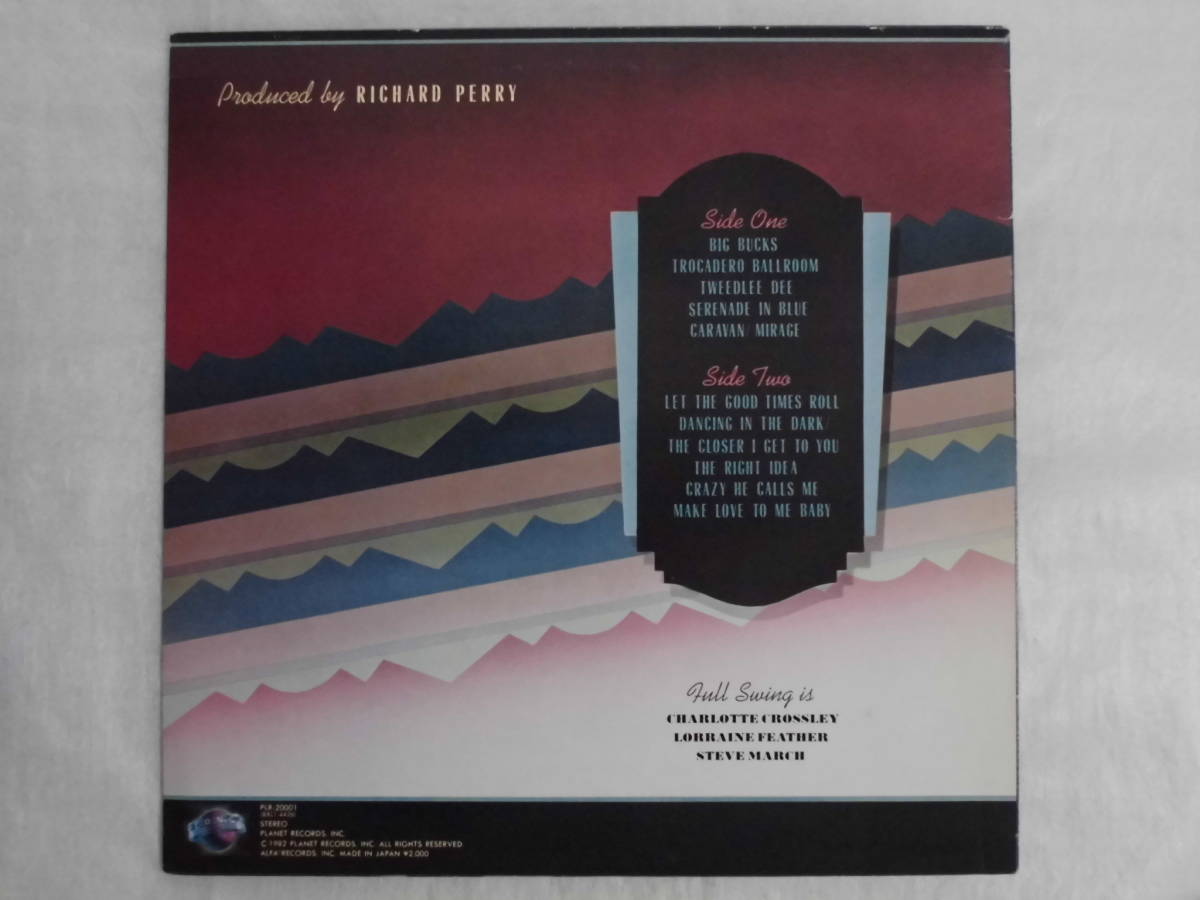 Produced by RICHARD PERRY
Side One
BIG BUCKS
TROCADERO BALLROOM
TWEEDLEE DEE
SERENADE IN BLUE
CARAVAN/MIRAGE
Side Two
LET THE GOOD TIMES ROLL
DANCING IN THE DARK/
THE CLOSER I GET TO YOU
THE RIGHT IDEA
CRAZY HE CALLS ME
MAKE LOVE TO ME BABY
Full Swing is
CHARLOTTE CROSSLEY
LORRAINE FEATHER
STEVE MARCH
PLR-20001
STEREO
PLANET RECORDS, INC.
© 1982 PLANET RECORDS, INC. ALL RIGHTS RESERVED
ALFA RECORDS, INC. MADE IN JAPAN ¥2,000